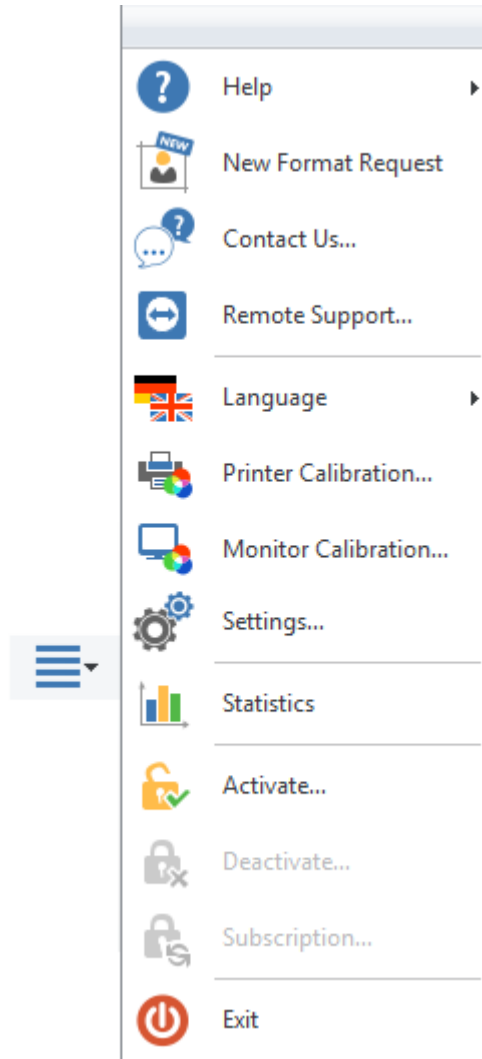 Help
NEW
New Format Request
Contact Us...
Remote Support...
Language
Printer Calibration...
Monitor Calibration...
Settings...
Statistics
Activate...
Deactivate...
Subscription...
Exit